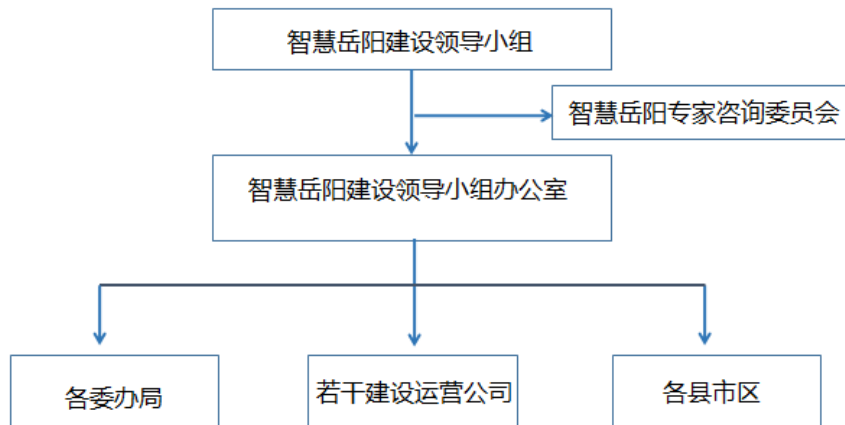 智慧岳阳建设领导小组
智慧岳阳专家咨询委员会
智慧岳阳建设领导小组办公室
各委办局
若干建设运营公司
各县市区